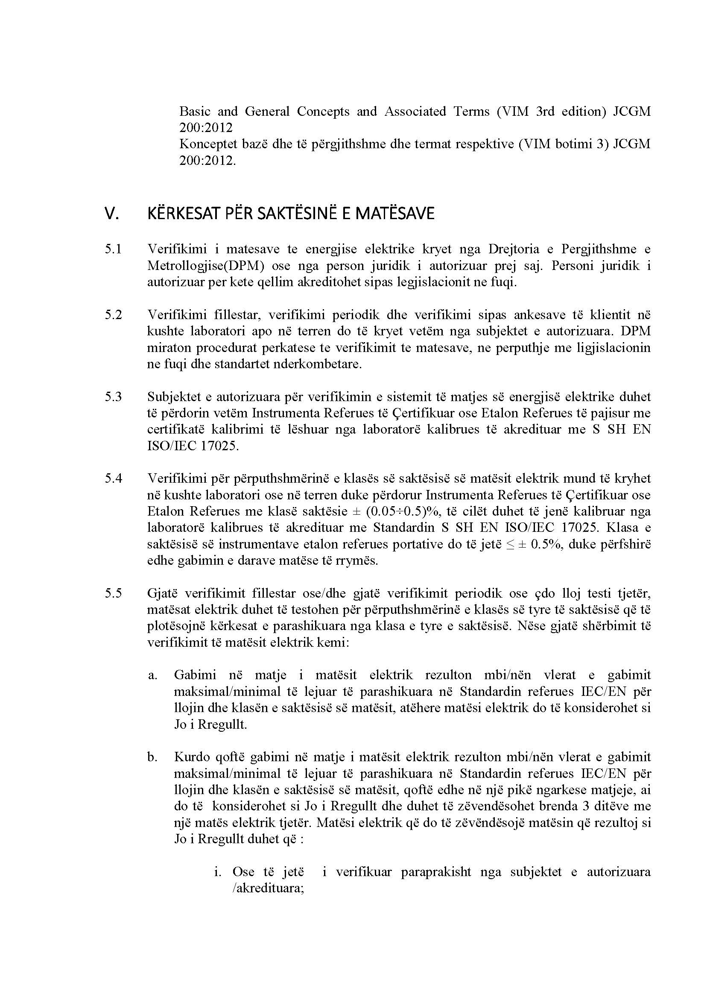 Basic and General Concepts and Associated Terms (VIM 3rd edition) JCGM
200:2012
Konceptet bazë dhe të përgjithshme dhe termat respektive (VIM botimi 3) JCGM
200:2012.
V. KËRKESAT PËR SAKTËSINË E MATËSAVE
5.1 Verifikimi i matesave te energjise elektrike kryet nga Drejtoria e Pergjithshme e
Metrollogjise(DPM) ose nga person juridik i autorizuar prej saj. Personi juridik i
autorizuar per kete qellim akreditohet sipas legjislacionit ne fuqi.
5.2 Verifikimi fillestar, verifikimi periodik dhe verifikimi sipas ankesave të klientit në
kushte laboratori apo në terren do të kryet vetëm nga subjektet e autorizuara. DPM
miraton procedurat perkatese te verifikimit te matesave, ne perputhje me ligjislacionin
ne fuqi dhe standartet nderkombetare.
5.3 Subjektet e autorizuara për verifikimin e sistemit të matjes së energjisë elektrike duhet
të përdorin vetëm Instrumenta Referues të Çertifikuar ose Etalon Referues të pajisur me
certifikatë kalibrimi të lëshuar nga laboratorë kalibrues të akredituar me S SH EN
ISO/IEC 17025.
5.4 Verifikimi për përputhshmërinë e klasës së saktësisë së matësit elektrik mund të kryhet
në kushte laboratori ose në terren duke përdorur Instrumenta Referues të Çertifikuar ose
Etalon Referues me klasë saktësie ± (0.05÷0.5)%, të cilët duhet të jenë kalibruar nga
laboratorë kalibrues të akredituar me Standardin S SH EN ISO/IEC 17025. Klasa e
saktësisë së instrumentave etalon referues portative do të jetë ≤ ± 0.5%, duke përfshirë
edhe gabimin e darave matëse të rrymës.
5.5 Gjatë verifikimit fillestar ose/dhe gjatë verifikimit periodik ose çdo lloj testi tjetër,
matësat elektrik duhet të testohen për përputhshmërinë e klasës së tyre të saktësisë që të
plotësojnë kërkesat e parashikuara nga klasa e tyre e saktësisë. Nëse gjatë shërbimit të
verifikimit të matësit elektrik kemi:
a. Gabimi në matje i matësit elektrik rezulton mbi/nën vlerat e gabimit
maksimal/minimal të lejuar të parashikuara në Standardin referues IEC/EN për
llojin dhe klasën e saktësisë së matësit, atëhere matësi elektrik do të konsiderohet si
Jo i Rregullt.
b. Kurdo qoftë gabimi në matje i matësit elektrik rezulton mbi/nën vlerat e gabimit
maksimal/minimal të lejuar të parashikuara në Standardin referues IEC/EN për
llojin dhe klasën e saktësisë së matësit, qoftë edhe në një pikë ngarkese matjeje, ai
do të konsiderohet si Jo i Rregullt dhe duhet të zëvendësohet brenda 3 ditëve me
një matës elektrik tjetër. Matësi elektrik që do të zëvëndësojë matësin që rezultoj si
Jo i Rregullt duhet që :
i. Ose të jetë i verifikuar paraprakisht nga subjektet e autorizuara
/akredituara;